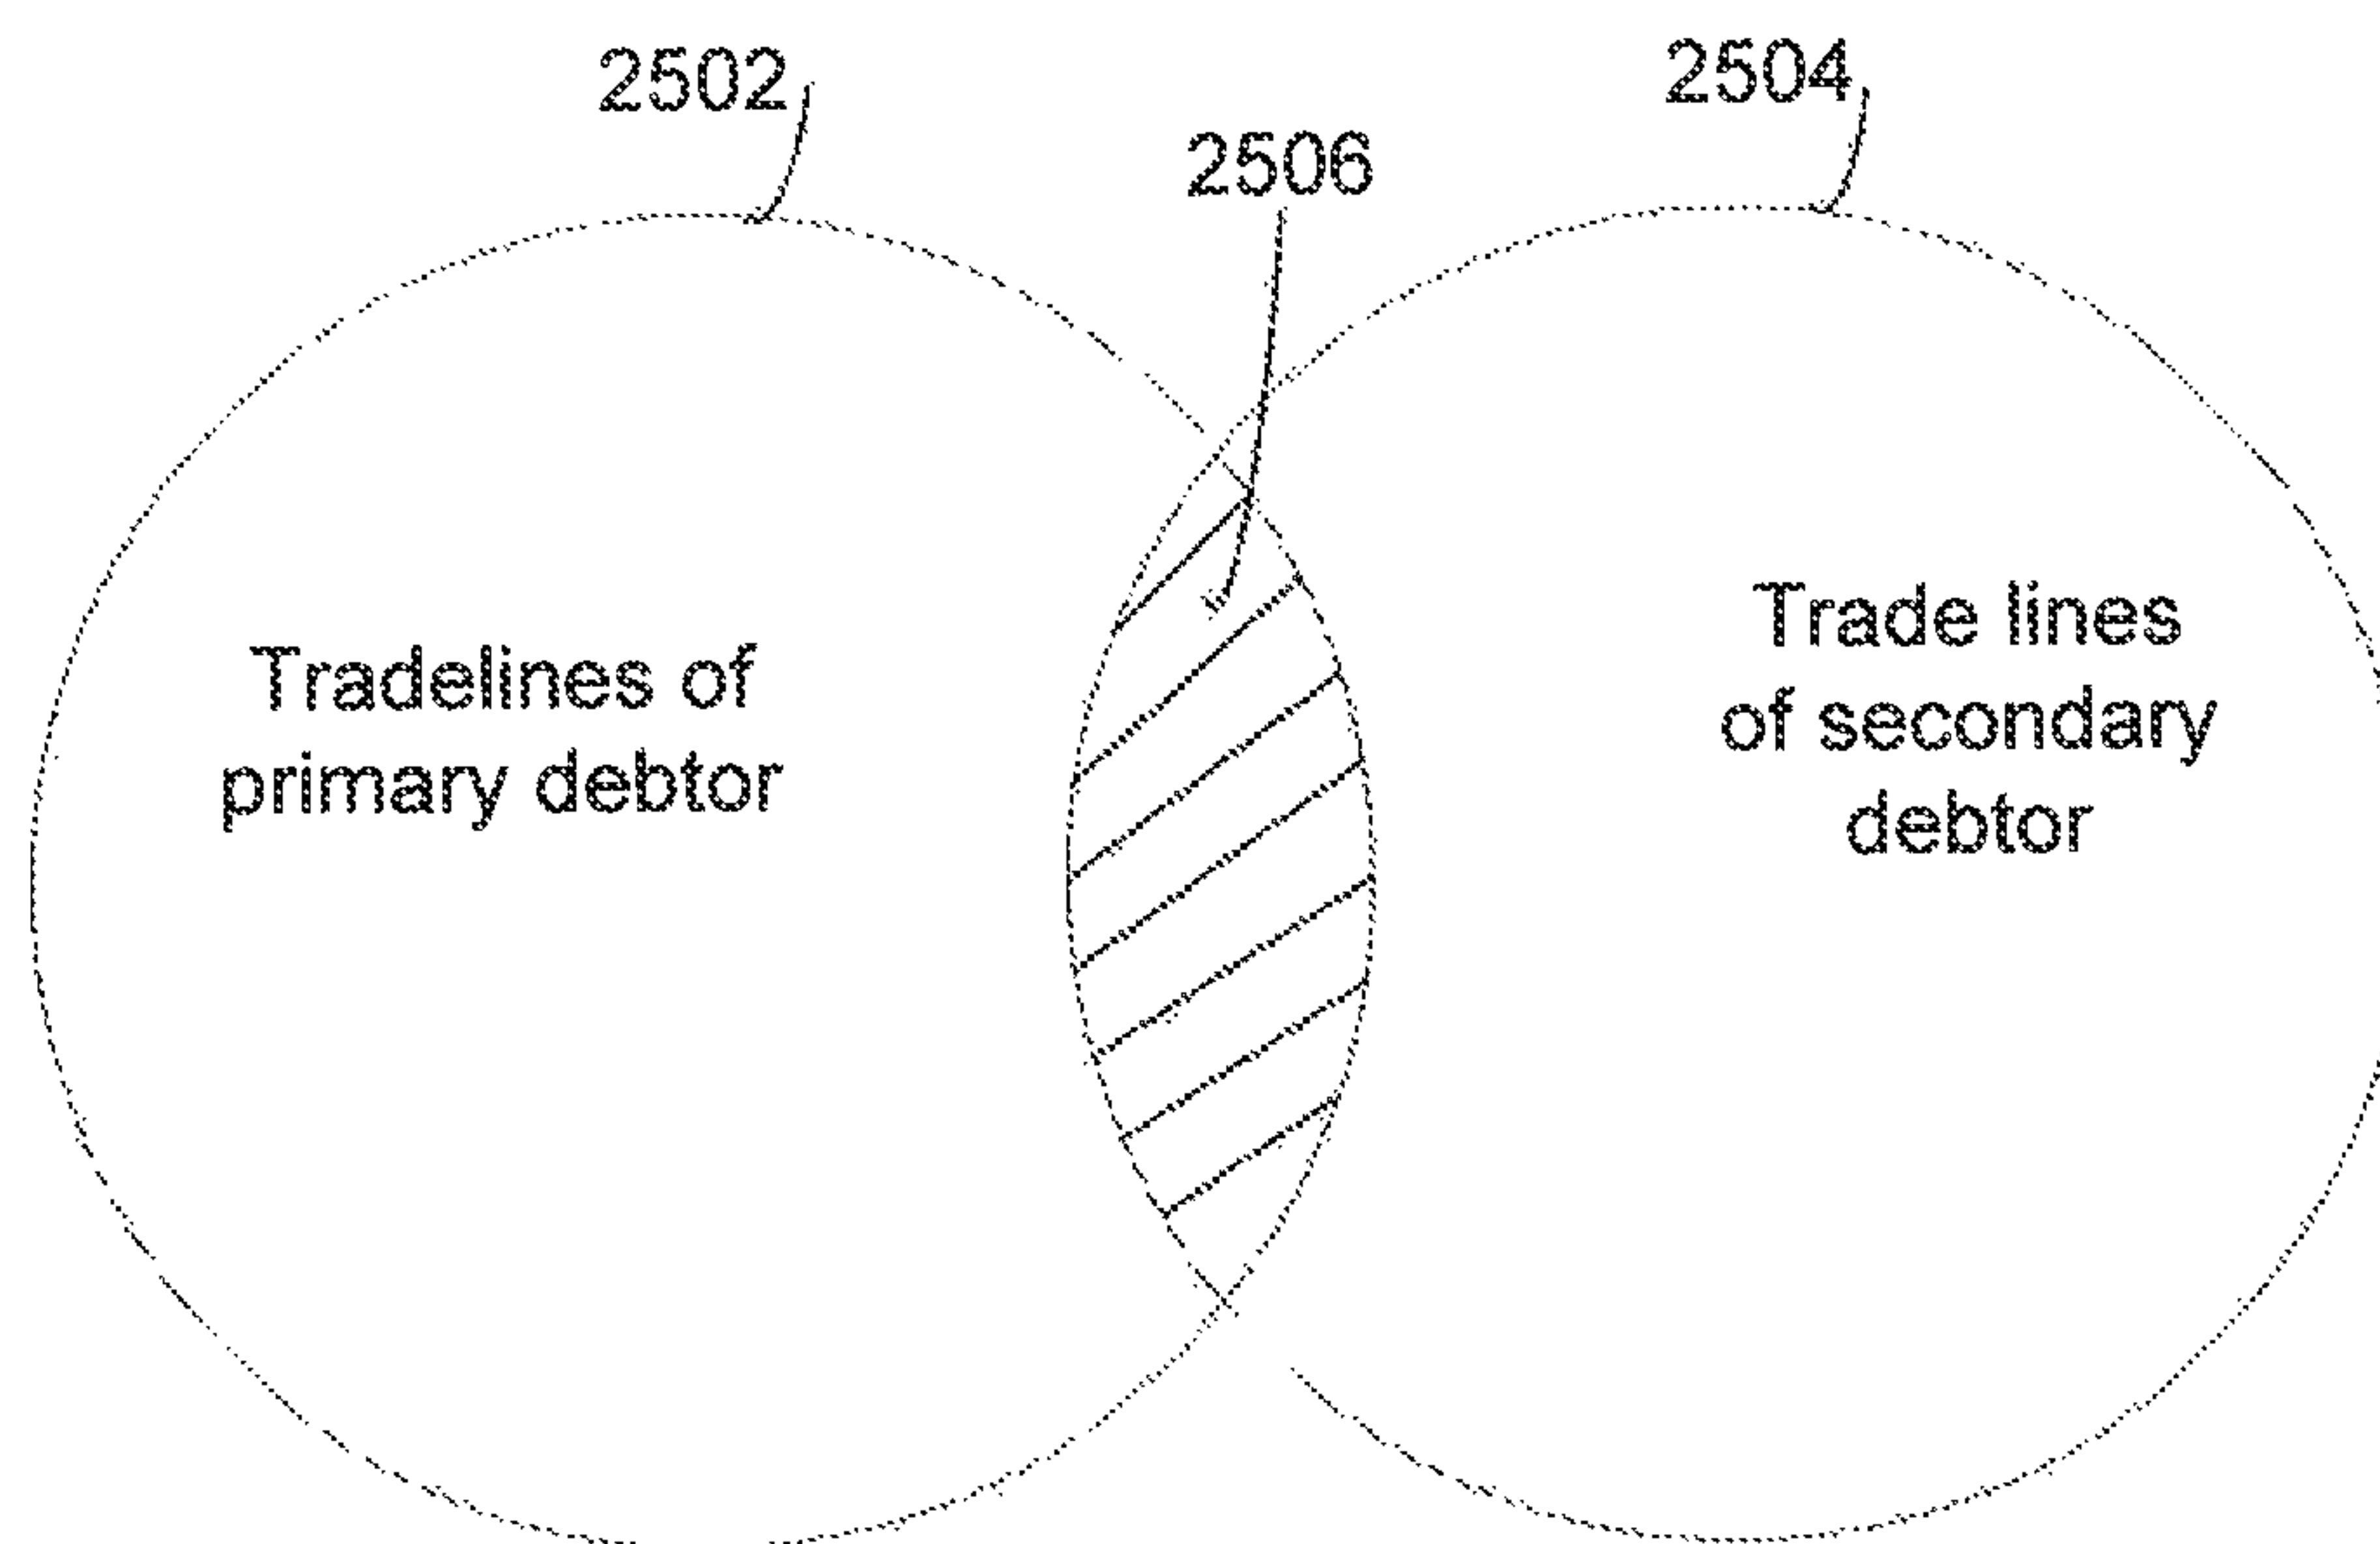 2502
2504
2506
Tradelines of
primary debtor
Trade lines
of secondary
debtor